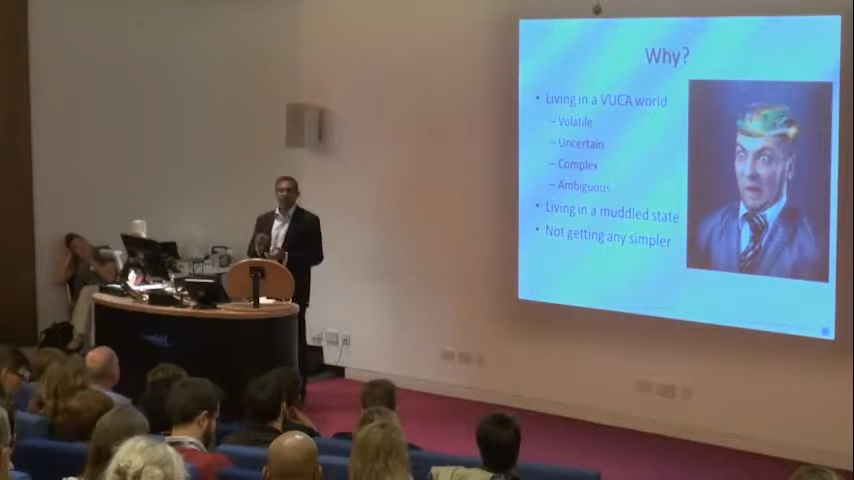 Why?
• Living in a VUCA world
– Volatile
– Uncertain
– Complex
– Ambiguous
• Living in a muddled state
• Not getting any simpler